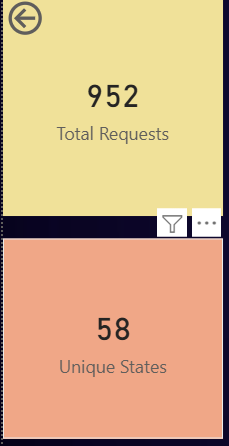 952
Total Requests
58
Unique States